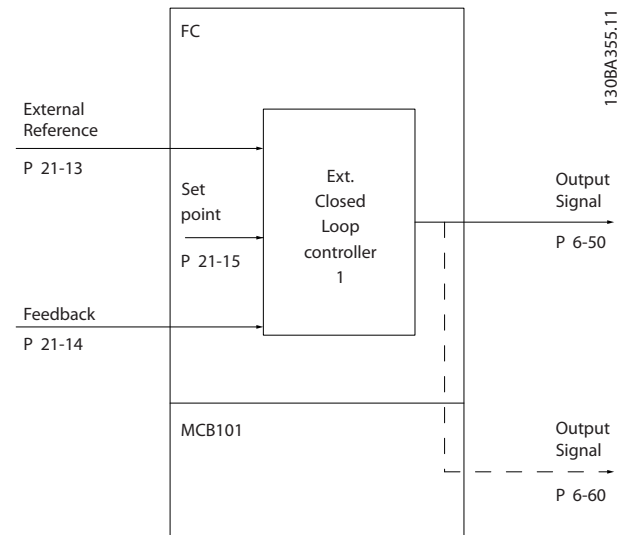 FC
130BA355.11
External
Reference
P 21-13
Set
point
P 21-15
Ext.
Closed
Loop
controller
1
Output
Signal
P 6-50
Feedback
P 21-14
MCB101
Output
Signal
P 6-60